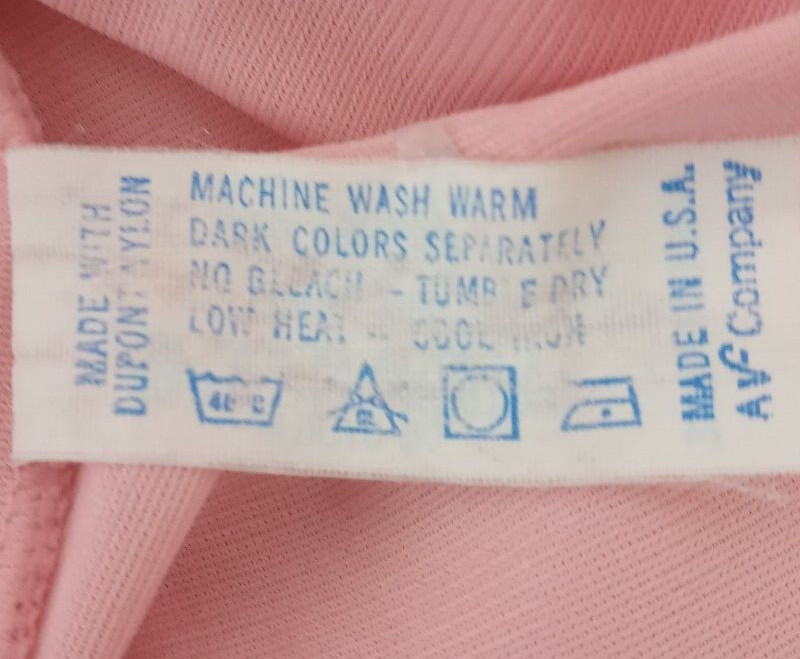 MADE WITH
DUPONT NYLON
MACHINE WASH WARM
DARK COLORS SEPARATELY
NO BLEACH - TUMBLE DRY
LOW HEAT - COOL IRON
40 C
MADE IN U.S.A.
A VF Company